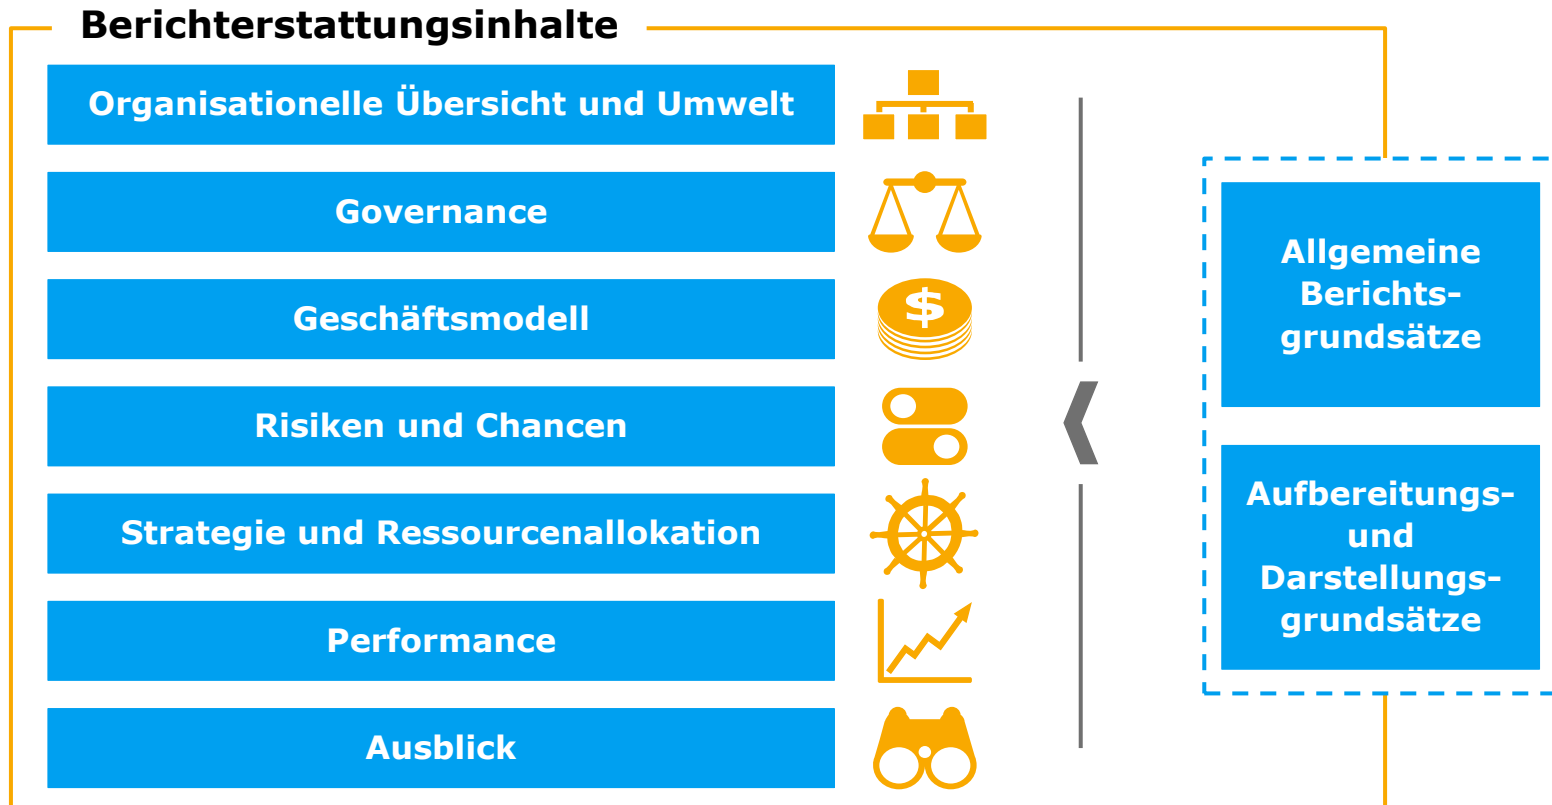 Berichterstattungsinhalte
Organisationelle Übersicht und Umwelt
Governance
Geschäftsmodell
$
Risiken und Chancen
Strategie und Ressourcenallokation
Performance
Ausblick
Allgemeine
Berichts-
grundsätze
Aufbereitungs-
und
Darstellungs-
grundsätze